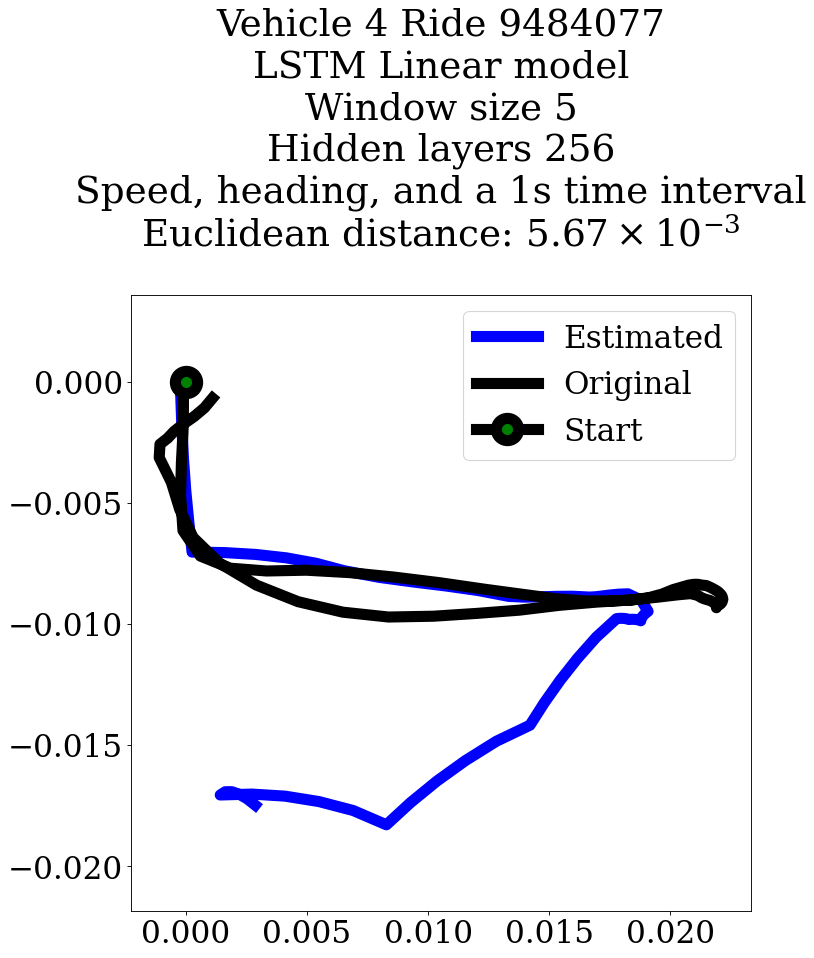 Vehicle 4 Ride 9484077
LSTM Linear model
Window size 5
Hidden layers 256
Speed, heading, and a 1s time interval
Euclidean distance: 5.67 × 10⁻³
Estimated
Original
Start
0.000
−0.005
−0.010
−0.015
−0.020
0.000 0.005 0.010 0.015 0.020